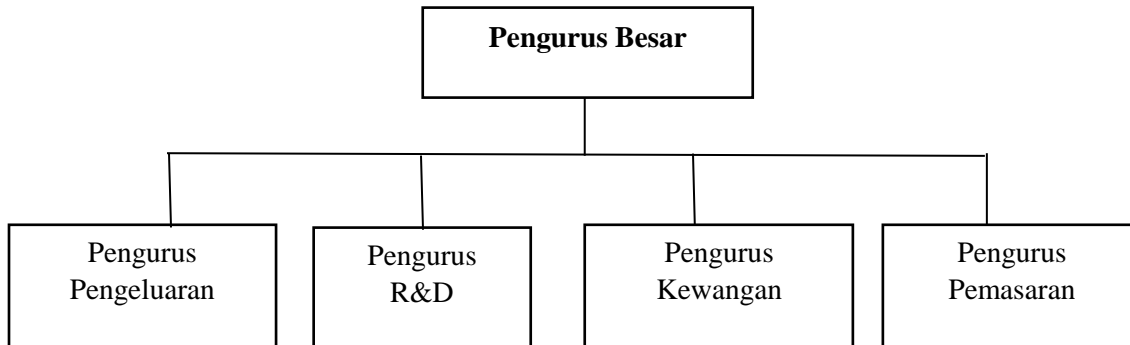 Pengurus Besar
Pengurus
Pengeluaran
Pengurus
R&D
Pengurus
Kewangan
Pengurus
Pemasaran